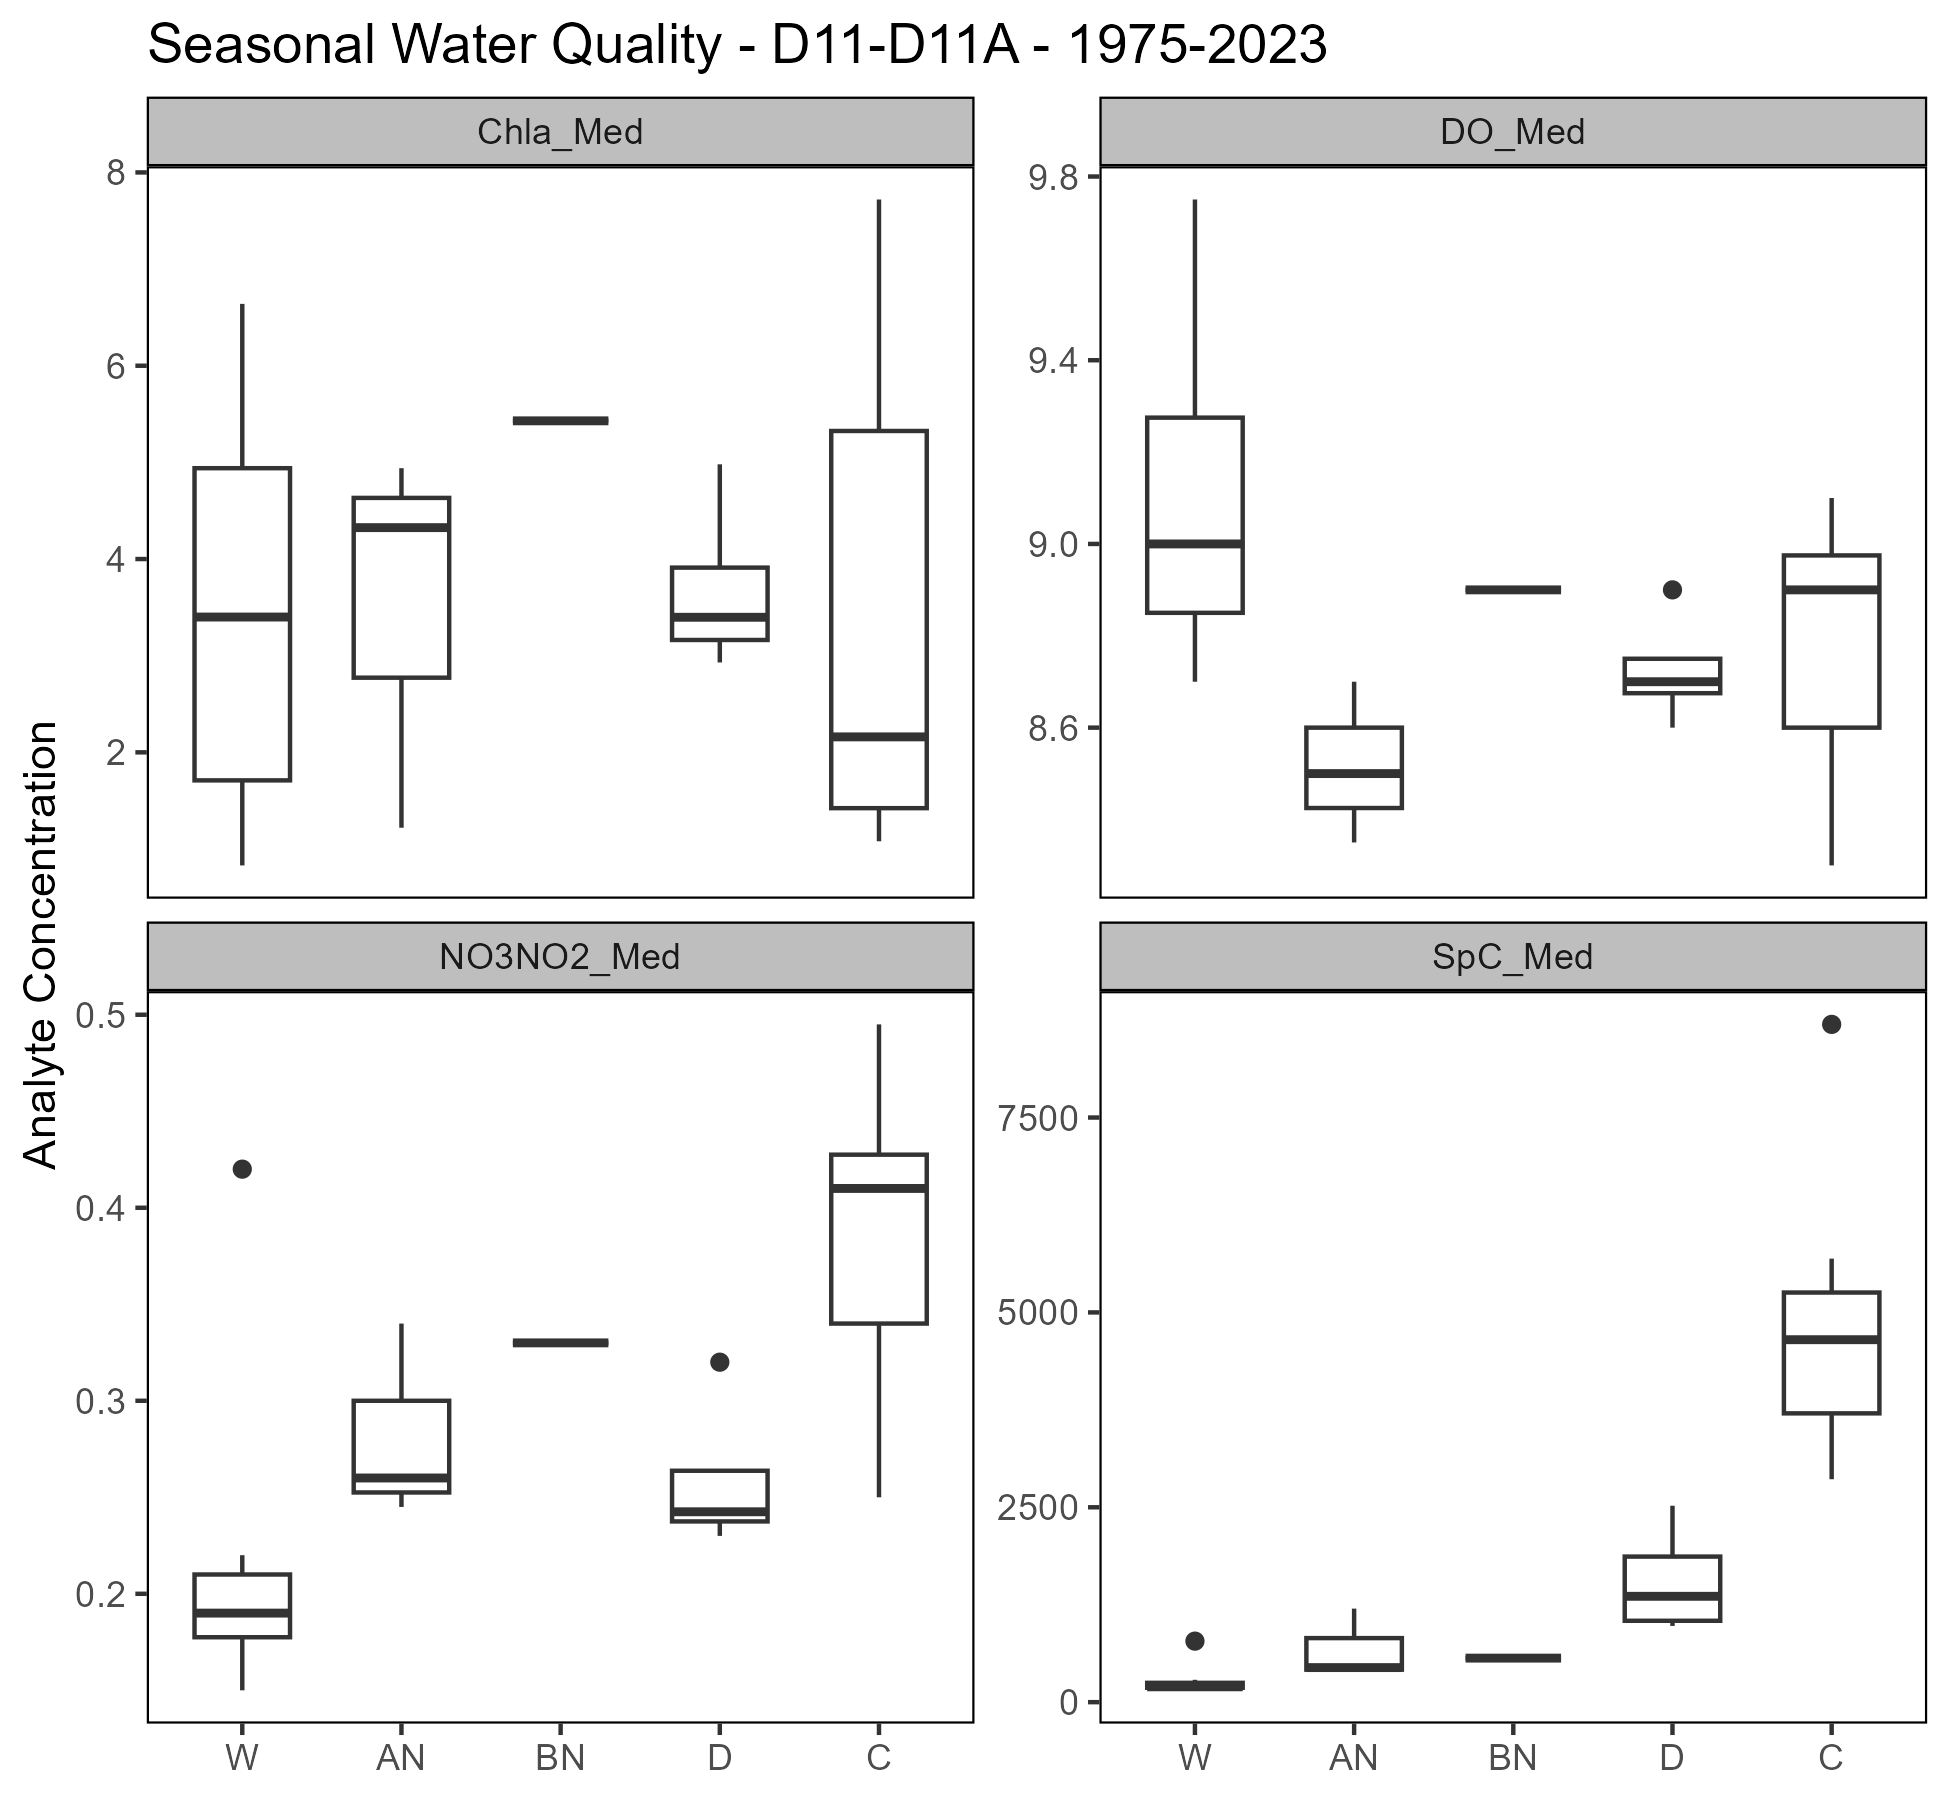 Seasonal Water Quality - D11-D11A - 1975-2023
Analyte Concentration
Chla_Med
8
6
4
2
DO_Med
9.8
9.4
9.0
8.6
NO3NO2_Med
0.5
0.4
0.3
0.2
W AN BN D C
SpC_Med
7500
5000
2500
0
W AN BN D C